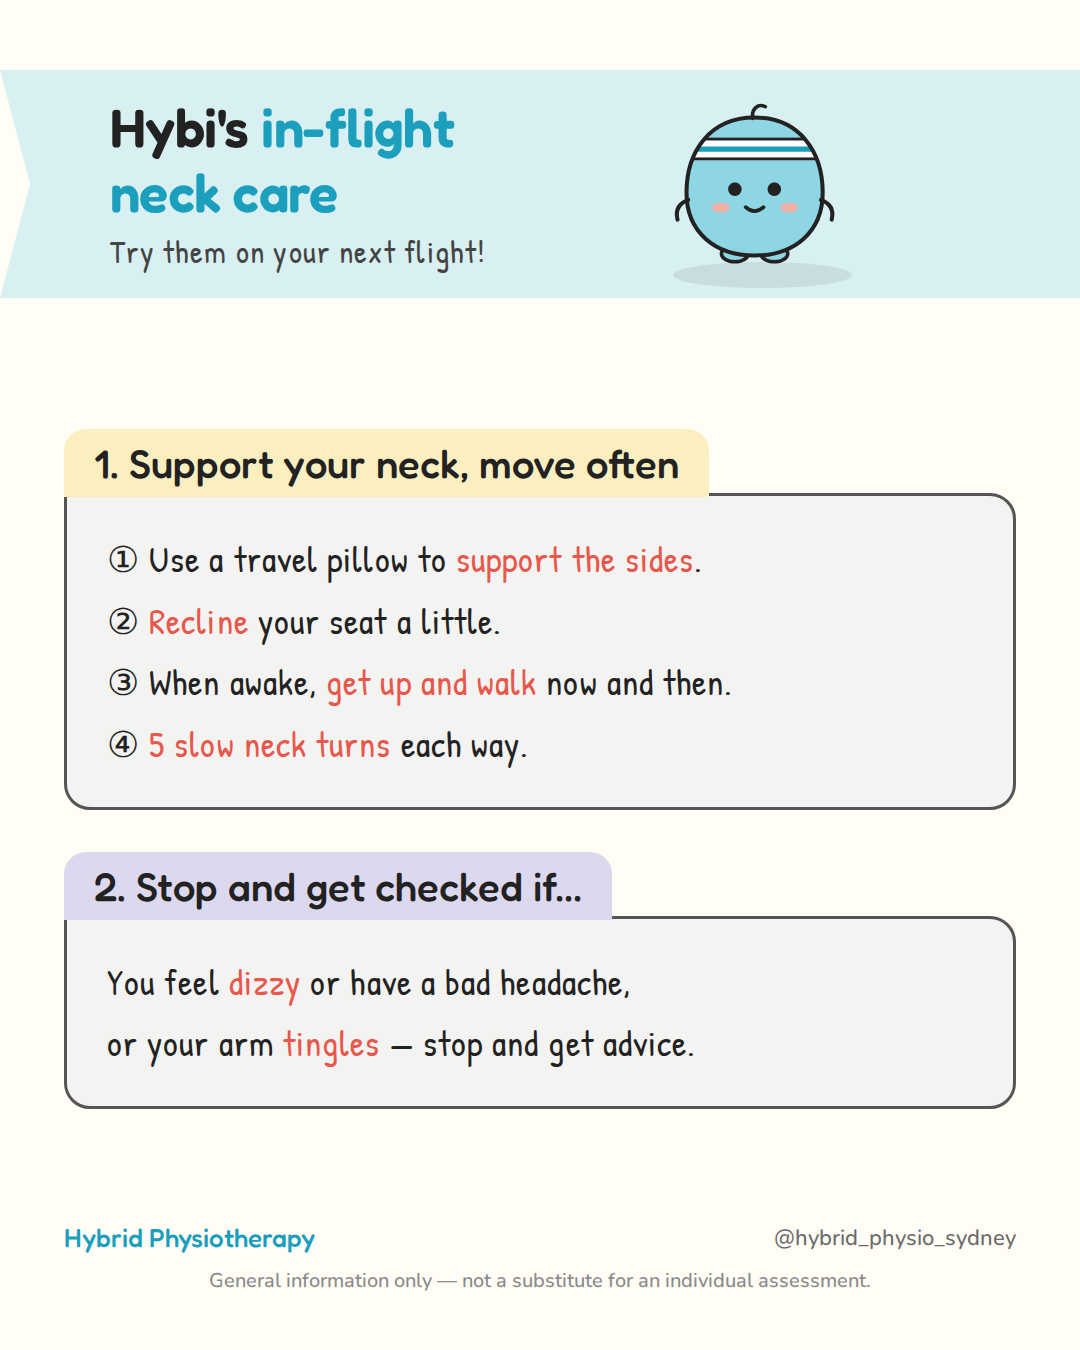 Hybi's in-flight
neck care
Try them on your next flight!
1. Support your neck, move often
① Use a travel pillow to support the sides.
② Recline your seat a little.
③ When awake, get up and walk now and then.
④ 5 slow neck turns each way.
2. Stop and get checked if...
You feel dizzy or have a bad headache,
or your arm tingles — stop and get advice.
Hybrid Physiotherapy
@hybrid_physio_sydney
General information only — not a substitute for an individual assessment.